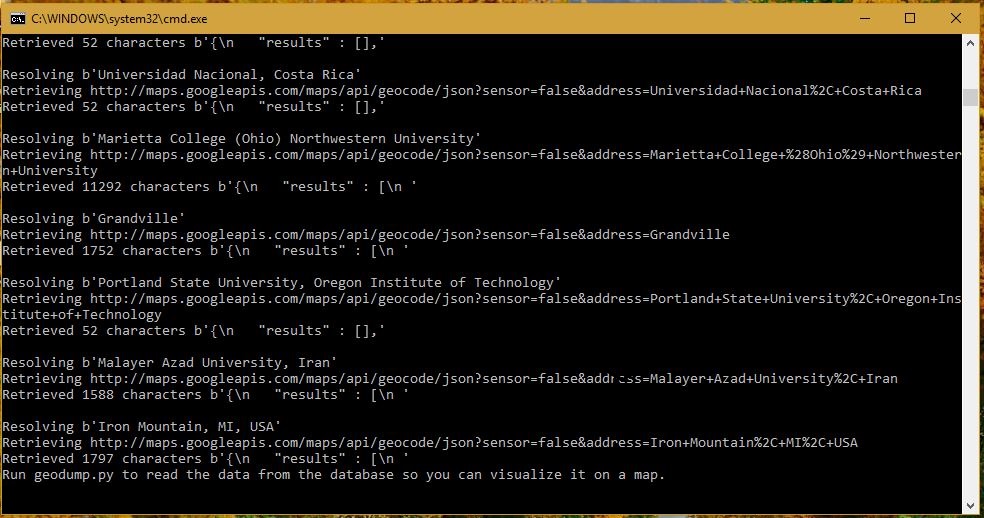 C:\WINDOWS\system32\cmd.exe
Retrieved 52 characters b'{\n   "results" : [],'
Resolving b'Universidad Nacional, Costa Rica'
Retrieving http://maps.googleapis.com/maps/api/geocode/json?sensor=false&address=Universidad+Nacional%2C+Costa+Rica
Retrieved 52 characters b'{\n   "results" : [],'
Resolving b'Marietta College (Ohio) Northwestern University'
Retrieving http://maps.googleapis.com/maps/api/geocode/json?sensor=false&address=Marietta+College+%28Ohio%29+Northwester
n+University
Retrieved 11292 characters b'{\n   "results" : [\n '
Resolving b'Grandville'
Retrieving http://maps.googleapis.com/maps/api/geocode/json?sensor=false&address=Grandville
Retrieved 1752 characters b'{\n   "results" : [\n '
Resolving b'Portland State University, Oregon Institute of Technology'
Retrieving http://maps.googleapis.com/maps/api/geocode/json?sensor=false&address=Portland+State+University%2C+Oregon+Ins
titute+of+Technology
Retrieved 52 characters b'{\n   "results" : [],'
Resolving b'Malayer Azad University, Iran'
Retrieving http://maps.googleapis.com/maps/api/geocode/json?sensor=false&address=Malayer+Azad+University%2C+Iran
Retrieved 1588 characters b'{\n   "results" : [\n '
Resolving b'Iron Mountain, MI, USA'
Retrieving http://maps.googleapis.com/maps/api/geocode/json?sensor=false&address=Iron+Mountain%2C+MI%2C+USA
Retrieved 1797 characters b'{\n   "results" : [\n '
Run geodump.py to read the data from the database so you can visualize it on a map.